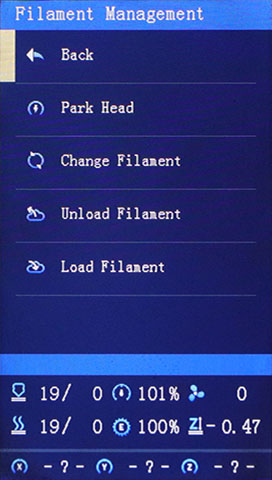 Filament Management
Back
Park Head
Change Filament
Unload Filament
Load Filament
19/ 0 101% 0
19/ 0 E 100% Z -0.47
X -?- Y -?- Z -?-